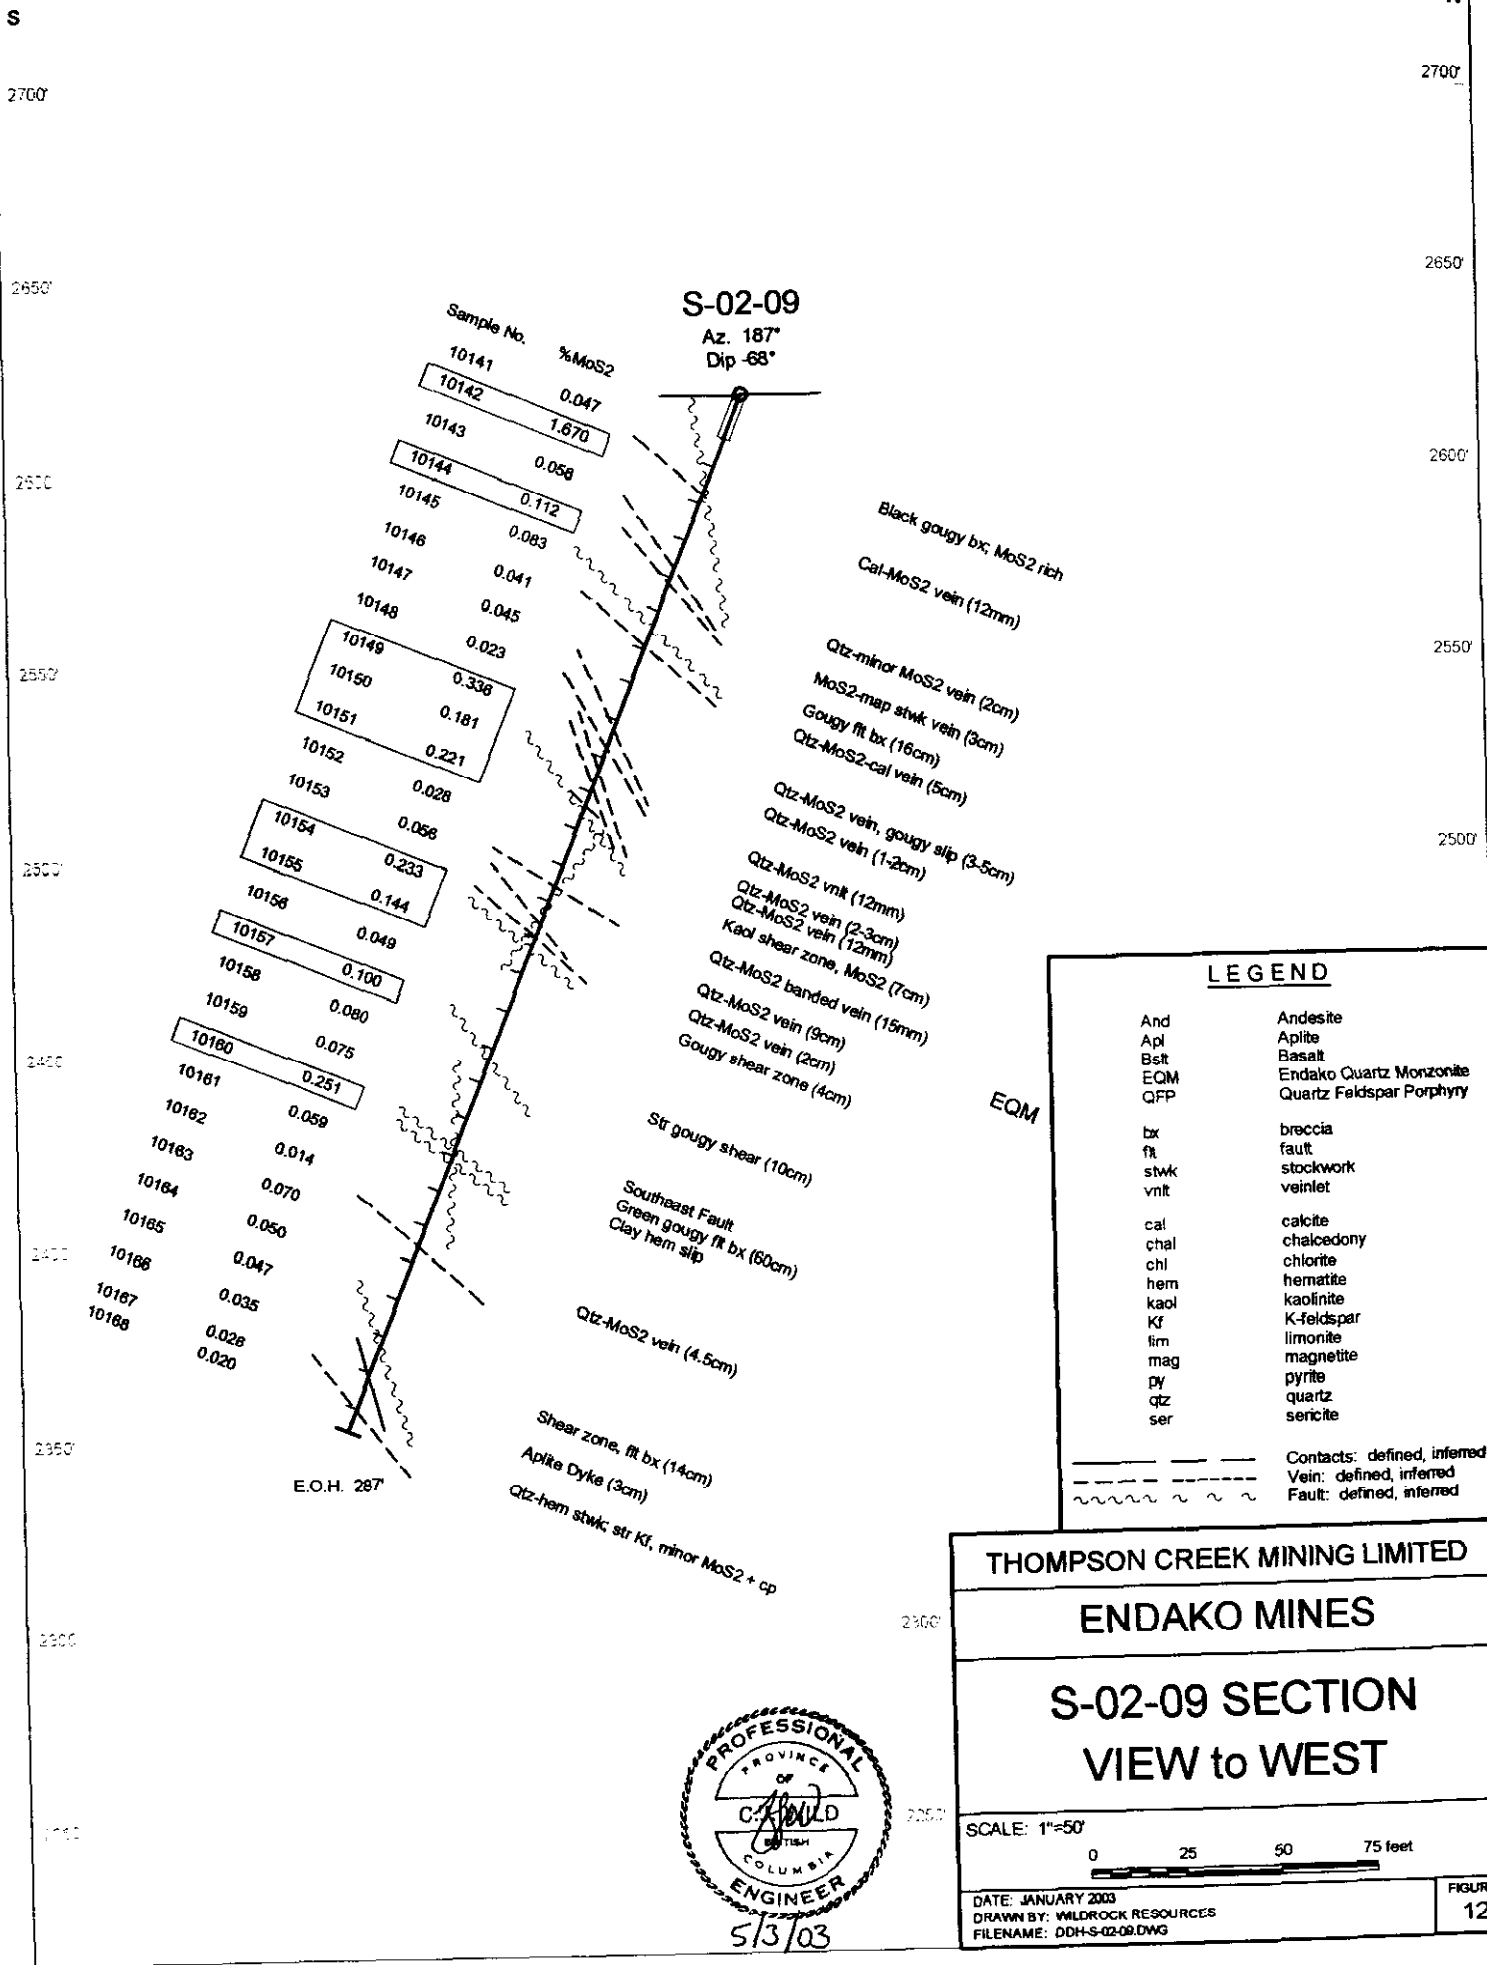 S
2700'
2700'
2650'
2650'
S-02-09
Az. 187°
Dip -68°
Sample No. %MoS2
10141 0.047
10142 1.670
10143 0.058
10144 0.112
10145 0.083
10146 0.041
10147 0.045
10148 0.023
10149 0.336
10150 0.181
10151 0.221
10152 0.028
10153 0.056
10154 0.233
10155 0.144
10156 0.049
10157 0.100
10158 0.080
10159 0.075
10160 0.251
10161 0.059
10162 0.014
10163 0.070
10164 0.050
10165 0.047
10166 0.035
10167 0.028
10168 0.020
2600'
2600'
2550'
2550'
2500'
2500'
2450'
2400'
2350'
2300'
2300'
2250'
Black gougy bx; MoS2 rich
Cal-MoS2 vein (12mm)
Qtz-minor MoS2 vein (2cm)
MoS2-map stwk vein (3cm)
Gougy flt bx (16cm)
Qtz-MoS2-cal vein (5cm)
Qtz-MoS2 vein, gougy slip (3-5cm)
Qtz-MoS2 vein (1-2cm)
Qtz-MoS2 vnlt (12mm)
Qtz-MoS2 vein (2-3cm)
Qtz-MoS2 vein (12mm)
Kaol shear zone, MoS2 (7cm)
Qtz-MoS2 banded vein (15mm)
Qtz-MoS2 vein (9cm)
Qtz-MoS2 vein (2cm)
Gougy shear zone (4cm)
EQM
Str gougy shear (10cm)
Southeast Fault
Green gougy flt bx (60cm)
Clay hem slip
Qtz-MoS2 vein (4.5cm)
Shear zone, flt bx (14cm)
Aplite Dyke (3cm)
Qtz-hem stwk; str Kf, minor MoS2 + cp
E.O.H. 287'
LEGEND
And Andesite
Apl Aplite
Bslt Basalt
EQM Endako Quartz Monzonite
QFP Quartz Feldspar Porphyry
bx breccia
flt fault
stwk stockwork
vnlt veinlet
cal calcite
chal chalcedony
chl chlorite
hem hematite
kaol kaolinite
Kf K-feldspar
lim limonite
mag magnetite
py pyrite
qtz quartz
ser sericite
Contacts: defined, inferred
Vein: defined, inferred
Fault: defined, inferred
THOMPSON CREEK MINING LIMITED
ENDAKO MINES
S-02-09 SECTION
VIEW to WEST
SCALE: 1"=50'
0 25 50 75 feet
DATE: JANUARY 2003
DRAWN BY: WILDROCK RESOURCES
FILENAME: DDH-S-02-09.DWG
FIGUR
12
PROFESSIONAL
PROVINCE
OF
BRITISH
COLUMBIA
ENGINEER
5/3/03